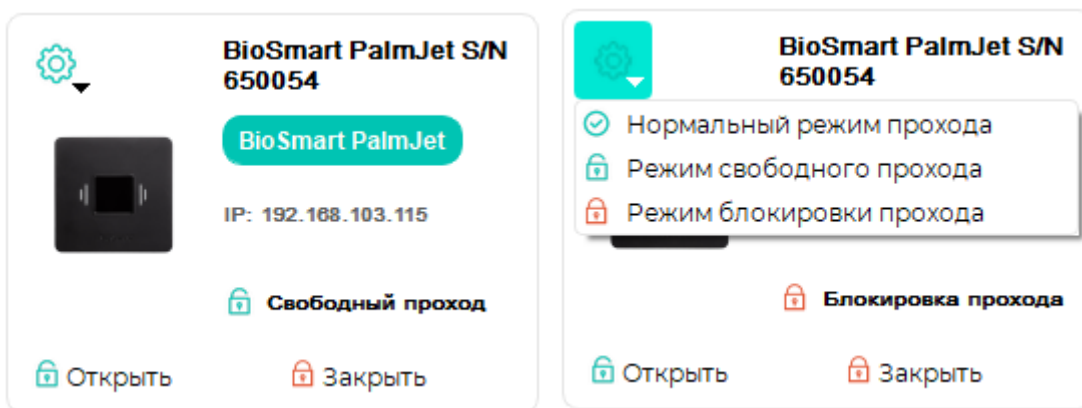 BioSmart PalmJet S/N
650054
BioSmart PalmJet
IP: 192.168.103.115
Свободный проход
Открыть
Закрыть
BioSmart PalmJet S/N
650054
Нормальный режим прохода
Режим свободного прохода
Режим блокировки прохода
Блокировка прохода
Открыть
Закрыть